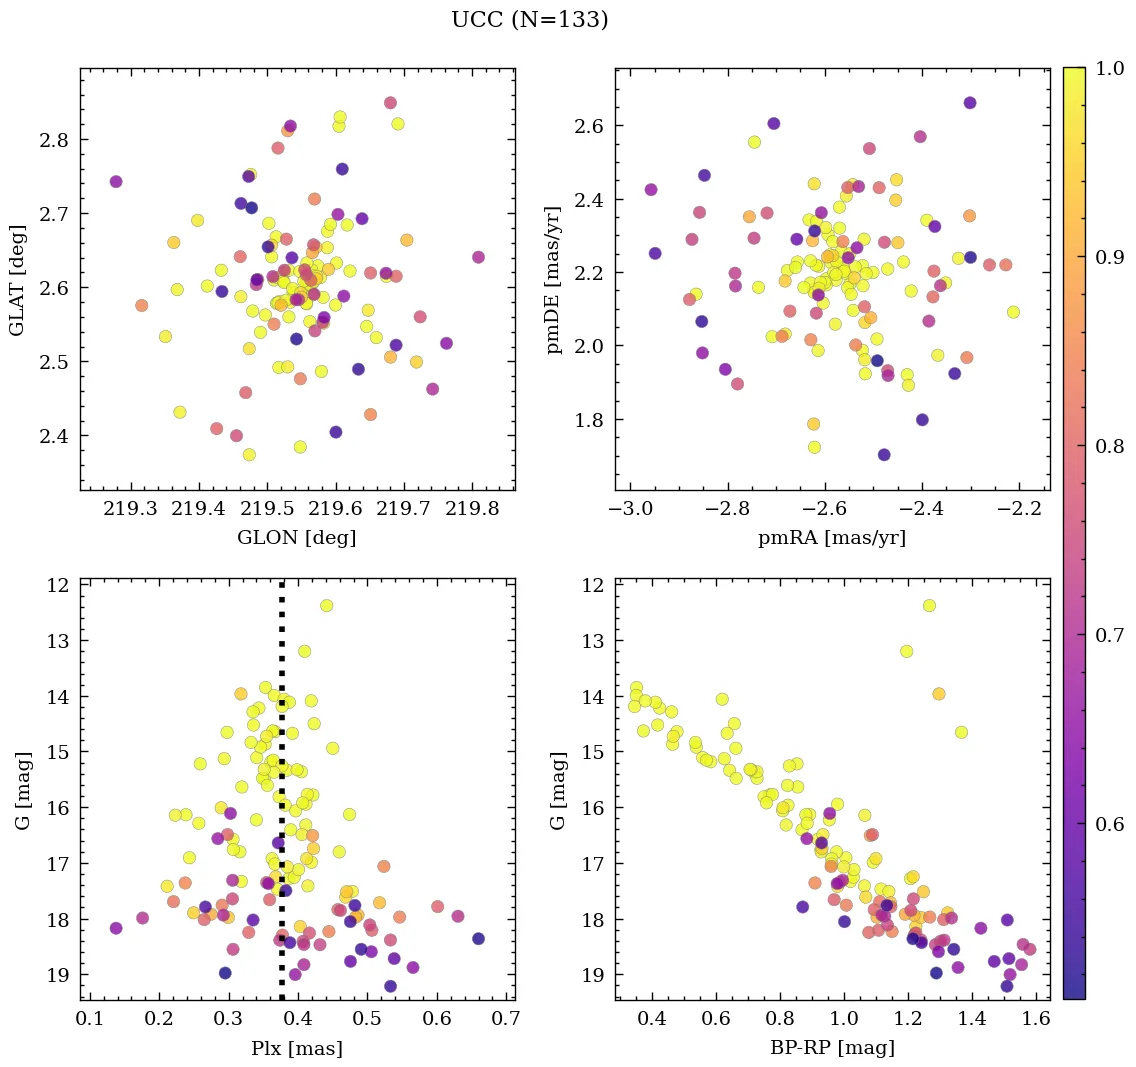 UCC (N=133)
2.8
2.7
2.6
2.5
2.4
GLAT [deg]
219.3 219.4 219.5 219.6 219.7 219.8
GLON [deg]
2.6
2.4
2.2
2.0
1.8
pmDE [mas/yr]
−3.0 −2.8 −2.6 −2.4 −2.2
pmRA [mas/yr]
1.0
0.9
0.8
0.7
0.6
12
13
14
15
16
17
18
19
G [mag]
0.1 0.2 0.3 0.4 0.5 0.6 0.7
Plx [mas]
12
13
14
15
16
17
18
19
G [mag]
0.4 0.6 0.8 1.0 1.2 1.4 1.6
BP-RP [mag]